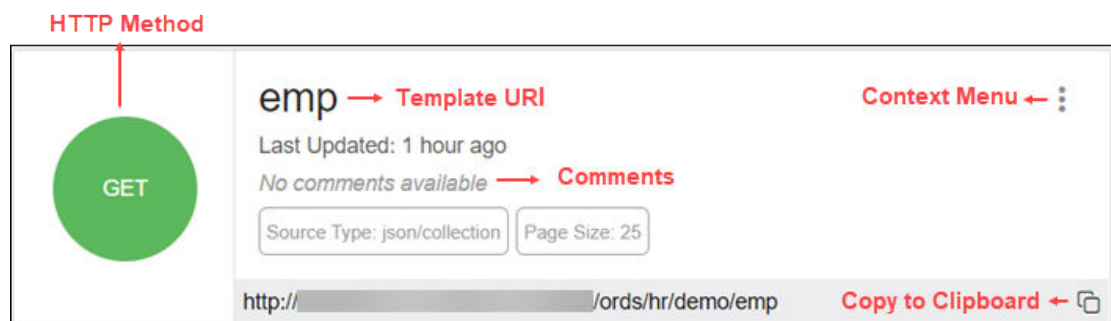 HTTP Method
emp Template URI Context Menu
Last Updated: 1 hour ago
GET
No comments available Comments
Source Type: json/collection Page Size: 25
http:// /ords/hr/demo/emp Copy to Clipboard